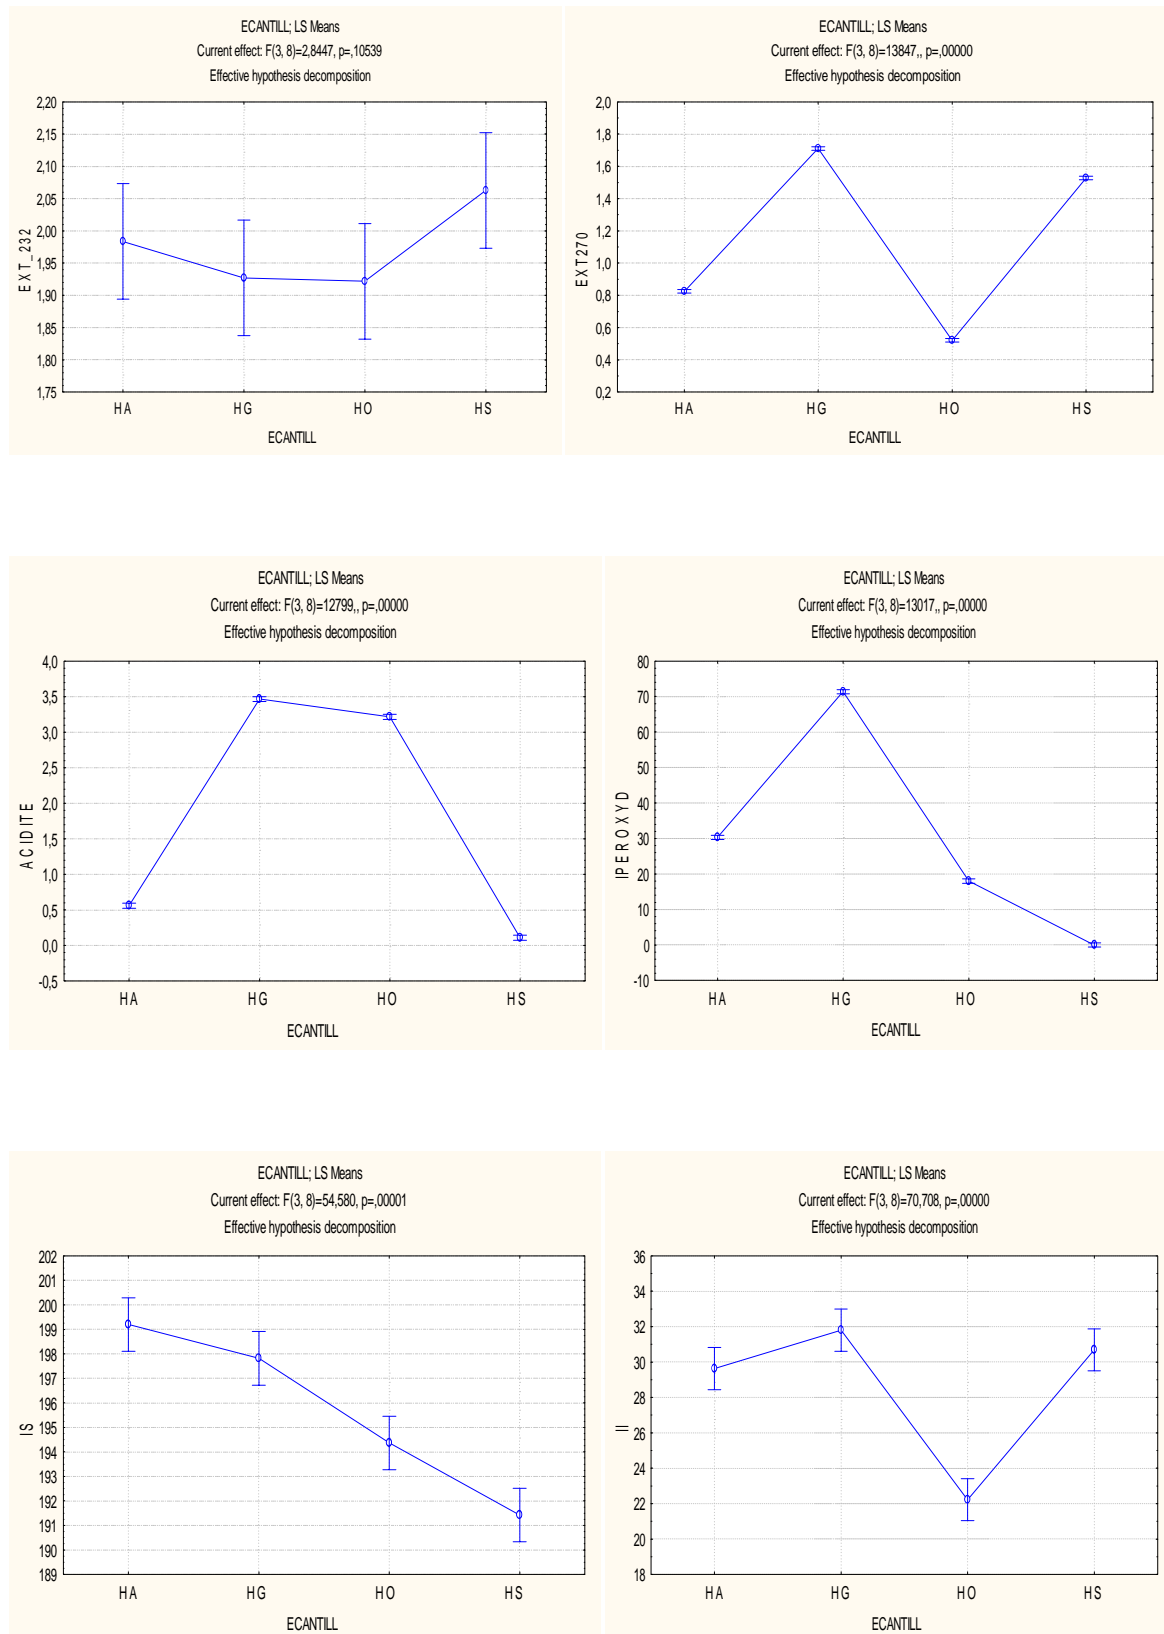 ECANTILL; LS Means
Current effect: F(3, 8)=2,8447, p=,10539
Effective hypothesis decomposition
2,20
2,15
2,10
2,05
2,00
1,95
1,90
1,85
1,80
1,75
EXT_232
HA HG HO HS
ECANTILL
ECANTILL; LS Means
Current effect: F(3, 8)=13847,, p=,00000
Effective hypothesis decomposition
2,0
1,8
1,6
1,4
1,2
1,0
0,8
0,6
0,4
0,2
EXT270
HA HG HO HS
ECANTILL
ECANTILL; LS Means
Current effect: F(3, 8)=12799,, p=,00000
Effective hypothesis decomposition
4,0
3,5
3,0
2,5
2,0
1,5
1,0
0,5
0,0
-0,5
ACIDITE
HA HG HO HS
ECANTILL
ECANTILL; LS Means
Current effect: F(3, 8)=13017,, p=,00000
Effective hypothesis decomposition
80
70
60
50
40
30
20
10
0
-10
IPEROXYD
HA HG HO HS
ECANTILL
ECANTILL; LS Means
Current effect: F(3, 8)=54,580, p=,00001
Effective hypothesis decomposition
202
201
200
199
198
197
196
195
194
193
192
191
190
189
IS
HA HG HO HS
ECANTILL
ECANTILL; LS Means
Current effect: F(3, 8)=70,708, p=,00000
Effective hypothesis decomposition
36
34
32
30
28
26
24
22
20
18
II
HA HG HO HS
ECANTILL